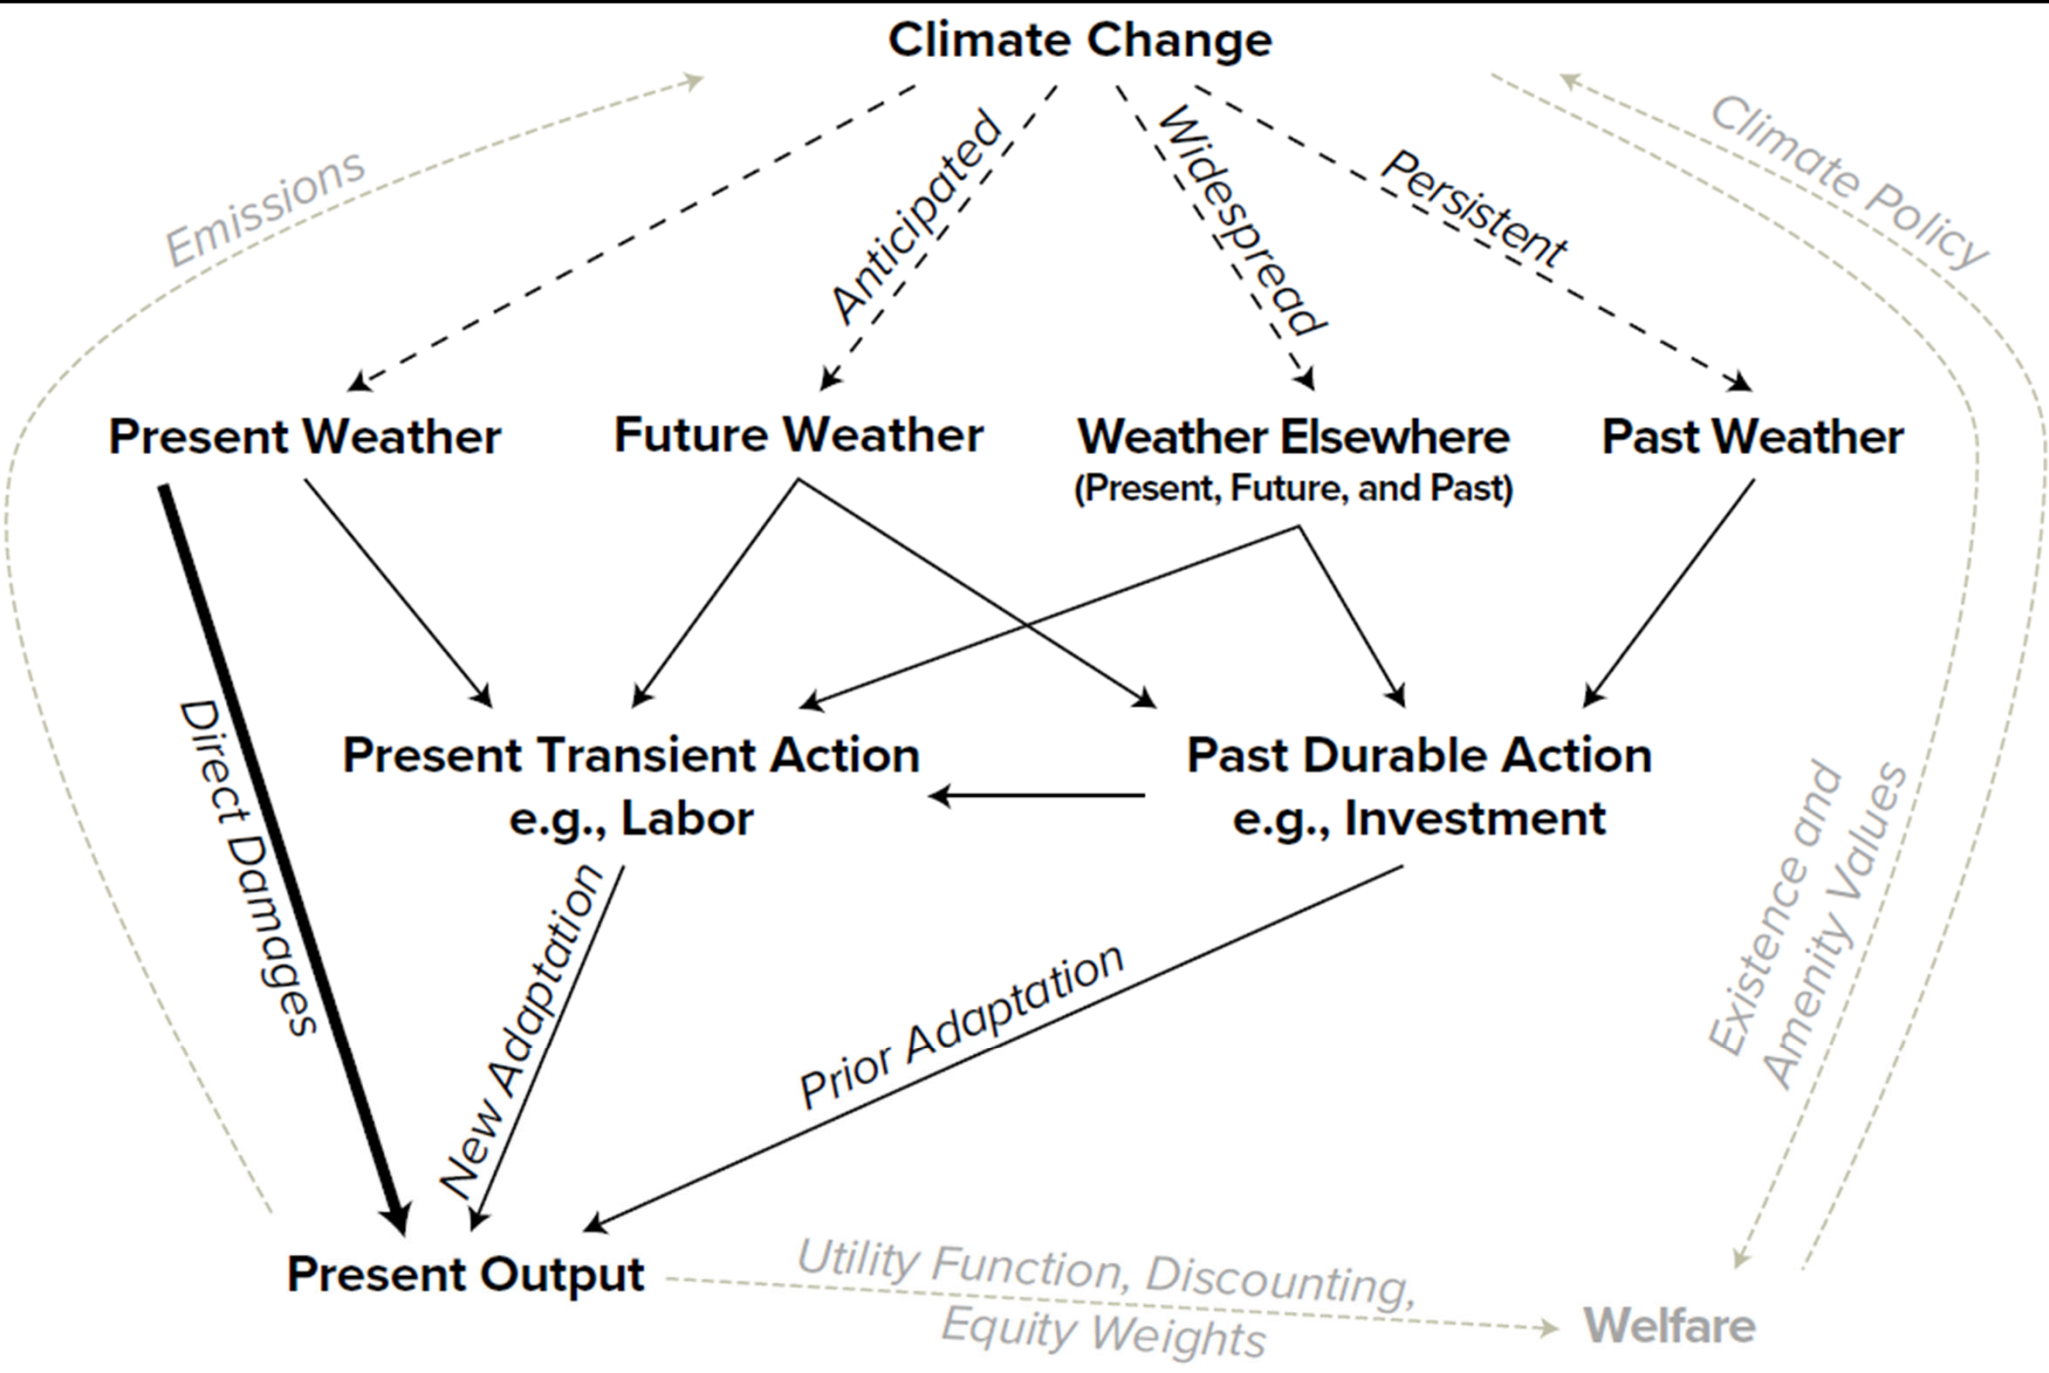 Climate Change
Emissions
Anticipated
Widespread
Persistent
Climate Policy
Present Weather
Future Weather
Weather Elsewhere
(Present, Future, and Past)
Past Weather
Direct Damages
Present Transient Action
e.g., Labor
Past Durable Action
e.g., Investment
New Adaptation
Prior Adaptation
Existence and
Amenity Values
Present Output
Utility Function, Discounting,
Equity Weights
Welfare